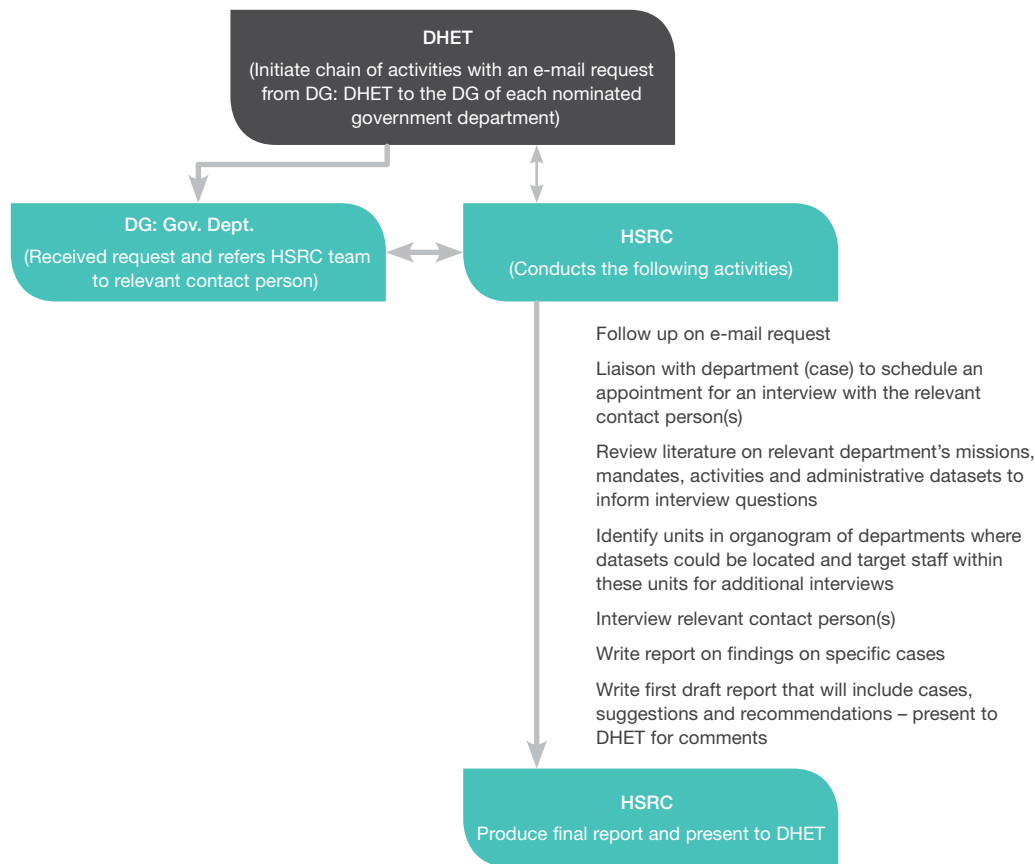 DHET
(Initiate chain of activities with an e-mail request
from DG: DHET to the DG of each nominated
government department)
DG: Gov. Dept.
(Received request and refers HSRC team
to relevant contact person)
HSRC
(Conducts the following activities)
Follow up on e-mail request
Liaison with department (case) to schedule an
appointment for an interview with the relevant
contact person(s)
Review literature on relevant department’s missions,
mandates, activities and administrative datasets to
inform interview questions
Identify units in organogram of departments where
datasets could be located and target staff within
these units for additional interviews
Interview relevant contact person(s)
Write report on findings on specific cases
Write first draft report that will include cases,
suggestions and recommendations – present to
DHET for comments
HSRC
Produce final report and present to DHET